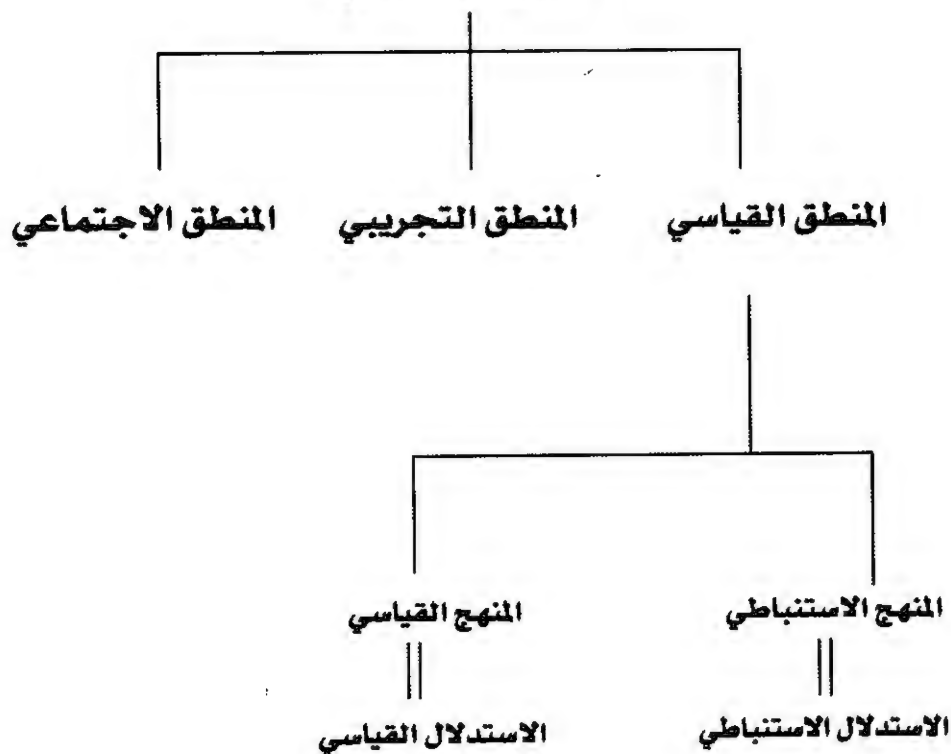 المنطق القياسي المنطق التجريبي المنطق الاجتماعي
المنهج الاستنباطي المنهج القياسي
الاستدلال الاستنباطي الاستدلال القياسي